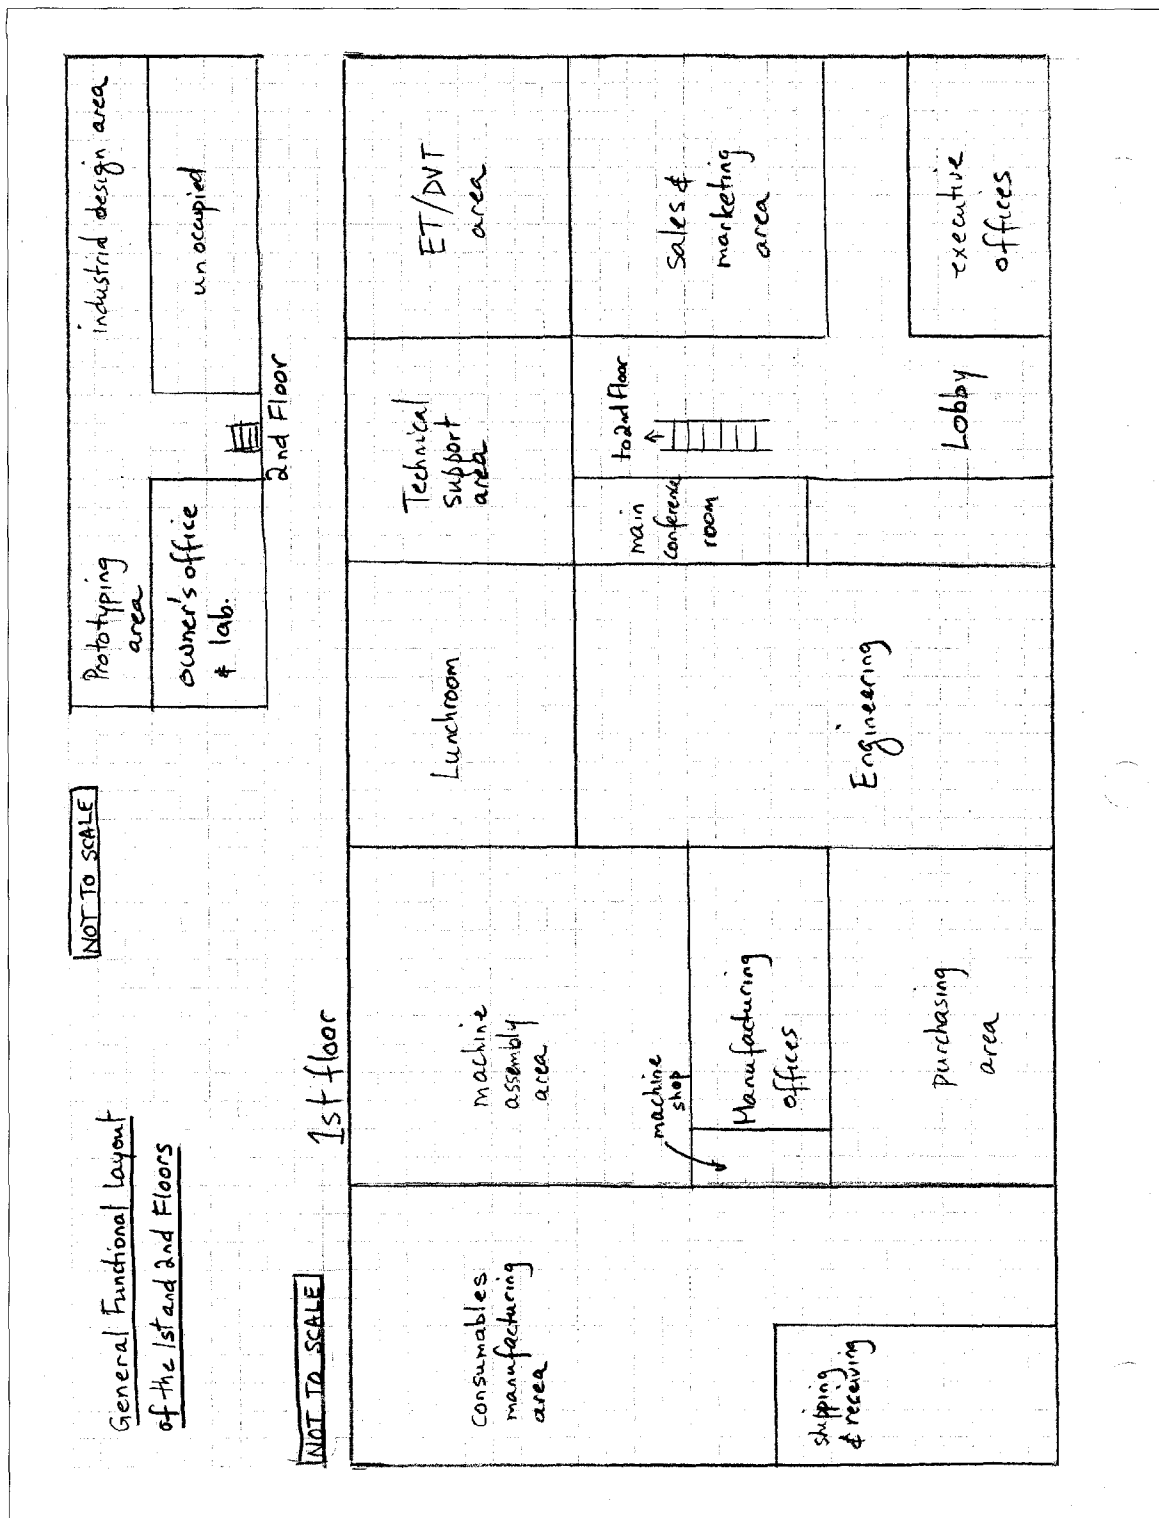 General Functional Layout
of the 1st and 2nd Floors
NOT TO SCALE
Prototyping
area
industrial design area
owner's office
& lab.
unoccupied
2nd Floor
NOT TO SCALE
1st floor
Consumables
manufacturing
area
machine
assembly
area
Lunchroom
Technical
support
area
ET/DVT
area
machine
shop
Manufacturing
offices
main
conference
room
to 2nd Floor
Sales &
marketing
area
shipping
& receiving
purchasing
area
Engineering
Lobby
executive
offices